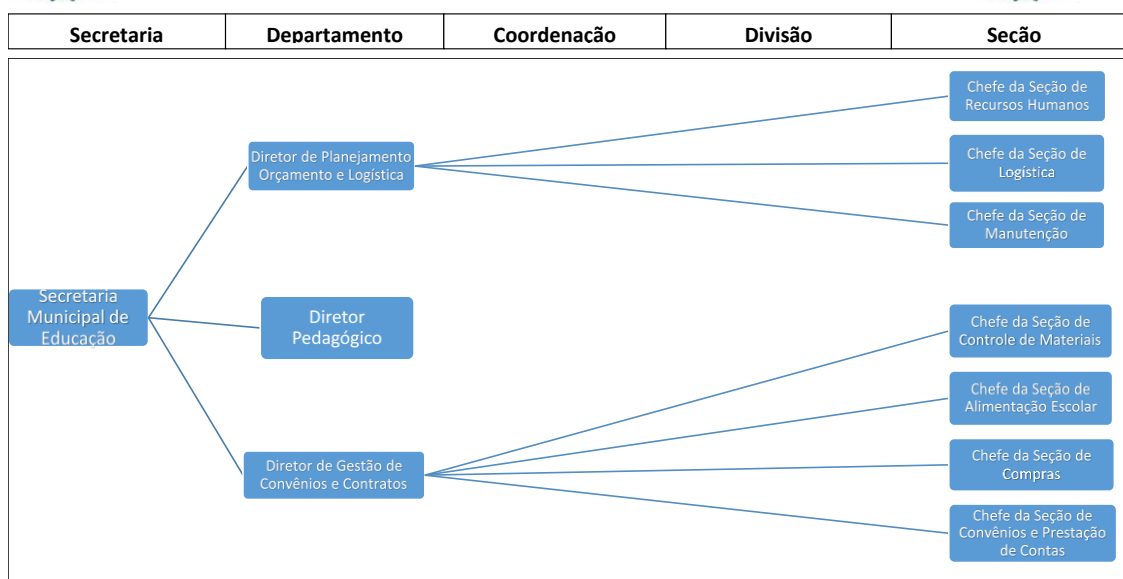 Secretaria Departamento Coordenação Divisão Seção
Chefe da Seção de
Recursos Humanos
Diretor de Planejamento
Orçamento e Logística
Chefe da Seção de
Logística
Chefe da Seção de
Manutenção
Secretaria
Municipal de
Educação
Diretor
Pedagógico
Chefe da Seção de
Controle de Materiais
Chefe da Seção de
Alimentação Escolar
Diretor de Gestão de
Convênios e Contratos
Chefe da Seção de
Compras
Chefe da Seção de
Convênios e Prestação
de Contas